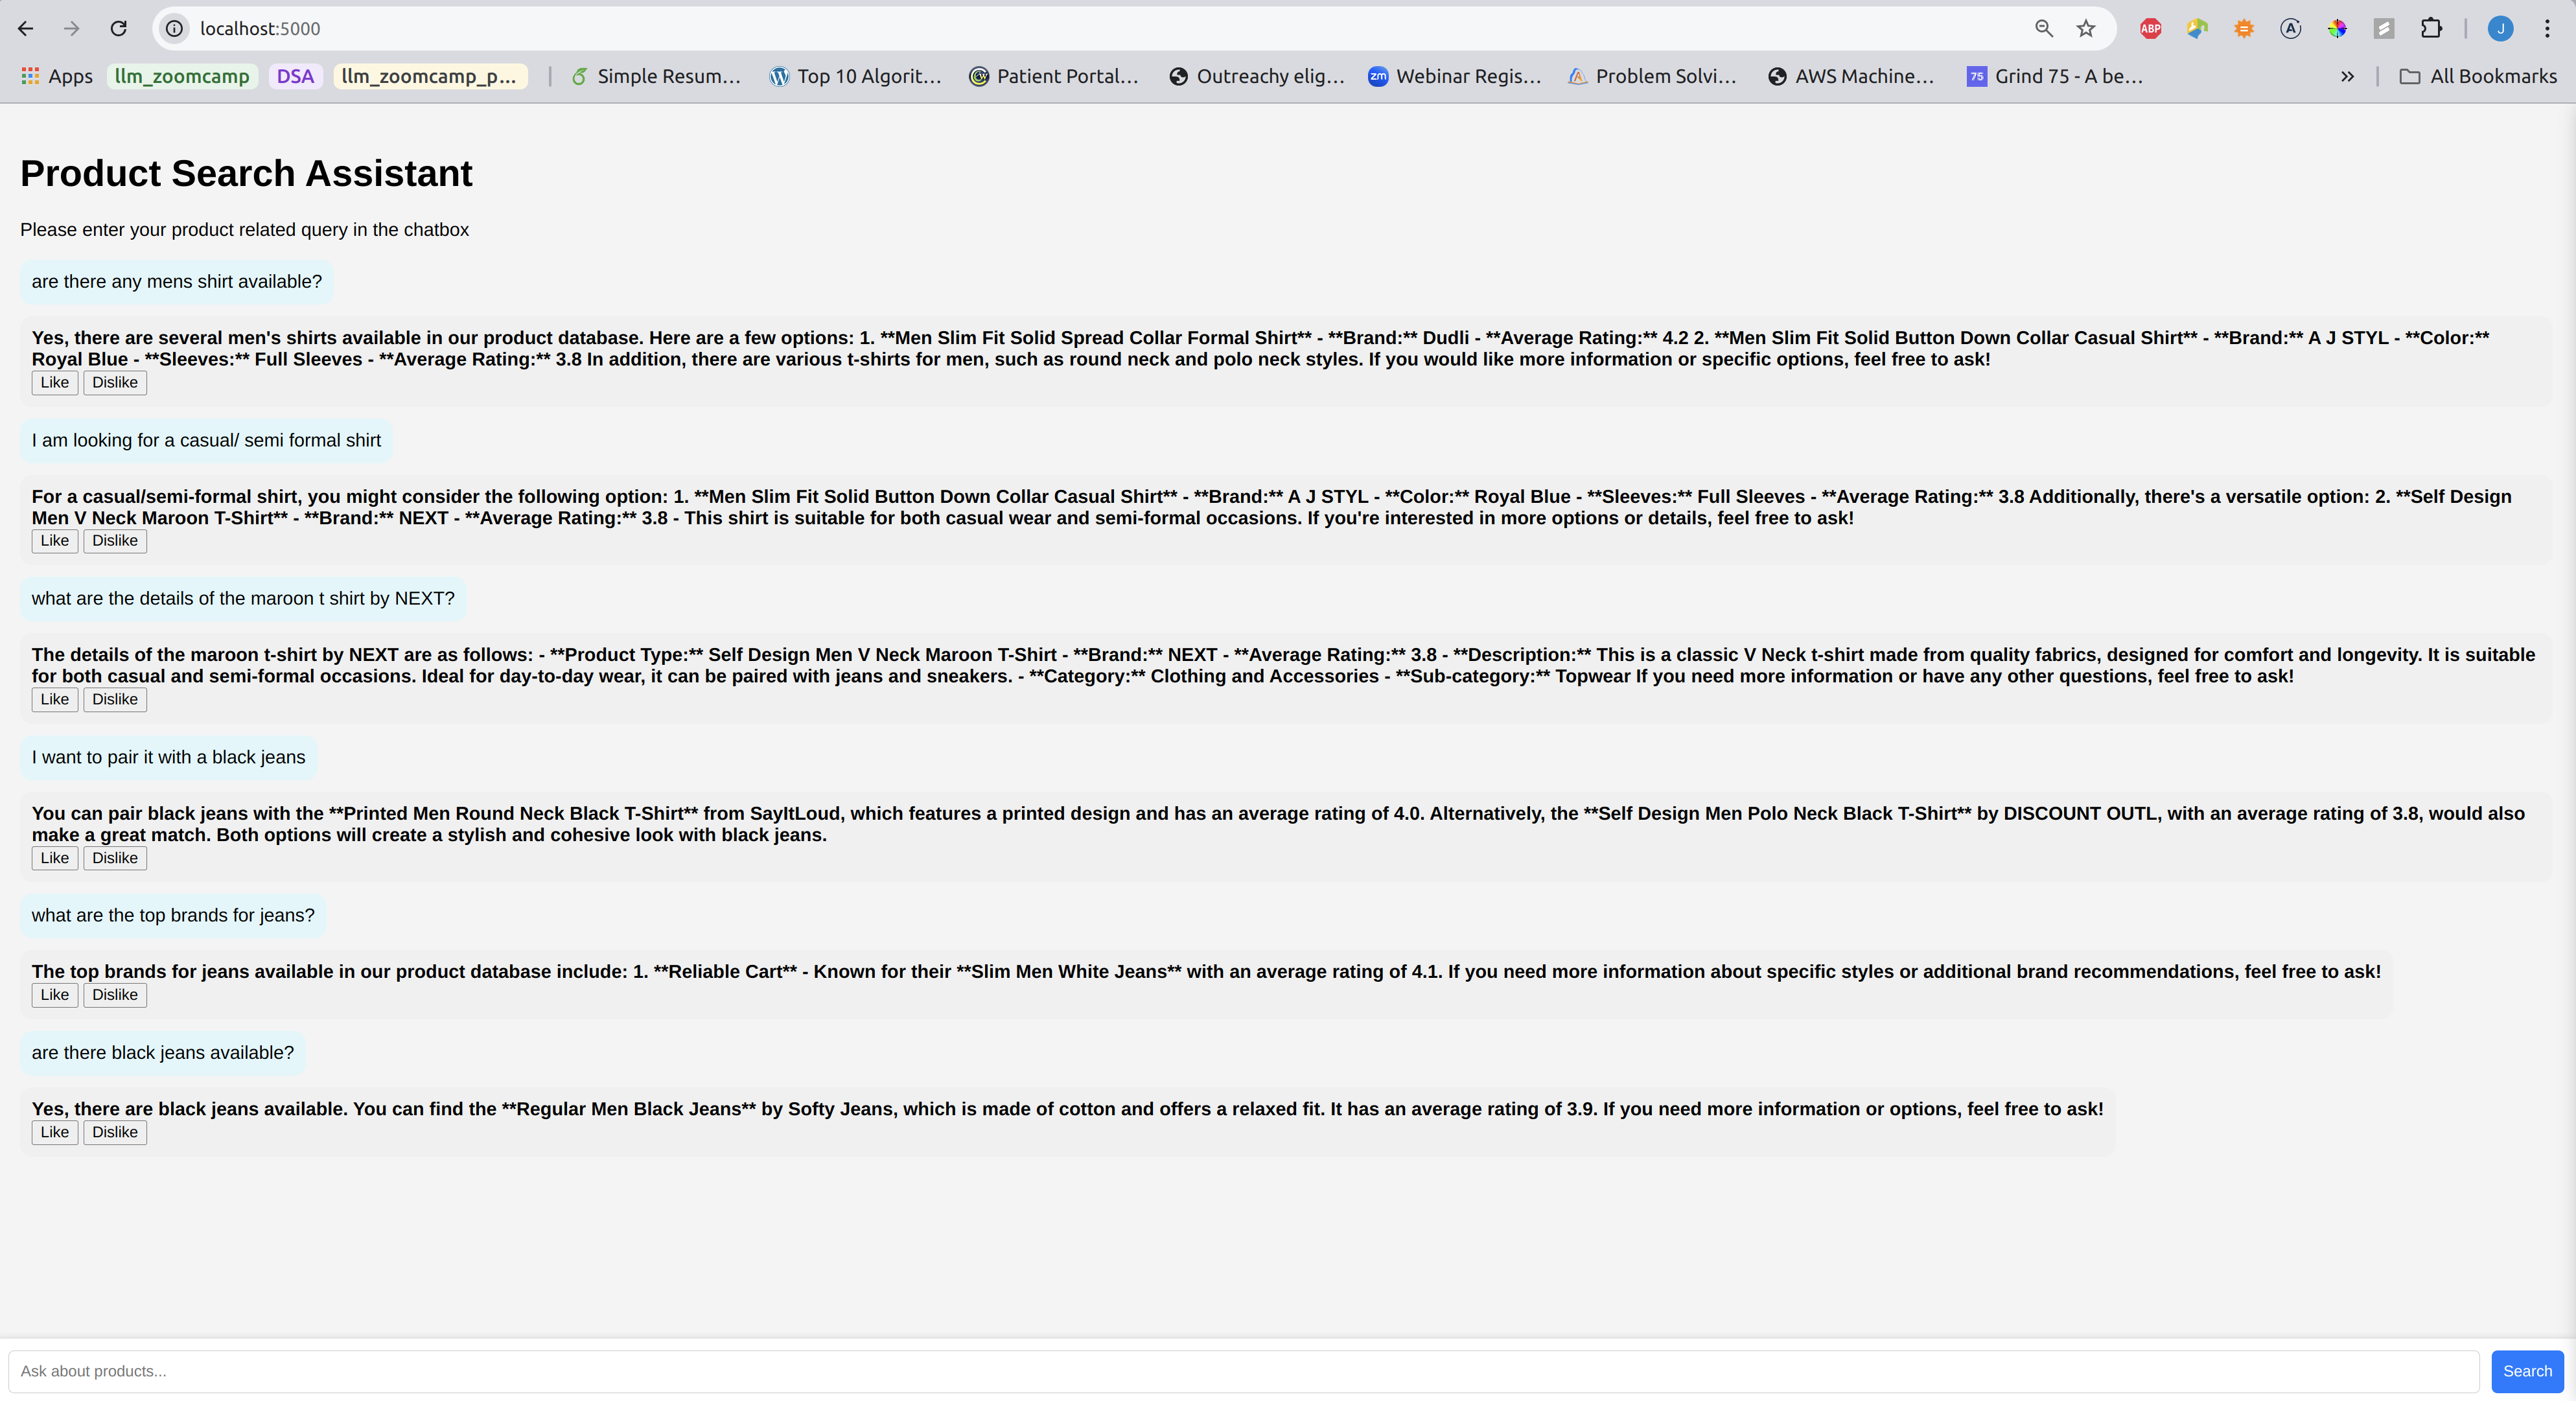 localhost:5000
ABP
A
J
Apps llm_zoomcamp DSA llm_zoomcamp_p... Simple Resum... Top 10 Algorit... Patient Portal... Outreachy elig... zm Webinar Regis... Problem Solvi... AWS Machine... 75 Grind 75 - A be... » All Bookmarks
Product Search Assistant
Please enter your product related query in the chatbox
are there any mens shirt available?
Yes, there are several men's shirts available in our product database. Here are a few options: 1. **Men Slim Fit Solid Spread Collar Formal Shirt** - **Brand:** Dudli - **Average Rating:** 4.2 2. **Men Slim Fit Solid Button Down Collar Casual Shirt** - **Brand:** A J STYL - **Color:**
Royal Blue - **Sleeves:** Full Sleeves - **Average Rating:** 3.8 In addition, there are various t-shirts for men, such as round neck and polo neck styles. If you would like more information or specific options, feel free to ask!
Like Dislike
I am looking for a casual/ semi formal shirt
For a casual/semi-formal shirt, you might consider the following option: 1. **Men Slim Fit Solid Button Down Collar Casual Shirt** - **Brand:** A J STYL - **Color:** Royal Blue - **Sleeves:** Full Sleeves - **Average Rating:** 3.8 Additionally, there's a versatile option: 2. **Self Design
Men V Neck Maroon T-Shirt** - **Brand:** NEXT - **Average Rating:** 3.8 - This shirt is suitable for both casual wear and semi-formal occasions. If you're interested in more options or details, feel free to ask!
Like Dislike
what are the details of the maroon t shirt by NEXT?
The details of the maroon t-shirt by NEXT are as follows: - **Product Type:** Self Design Men V Neck Maroon T-Shirt - **Brand:** NEXT - **Average Rating:** 3.8 - **Description:** This is a classic V Neck t-shirt made from quality fabrics, designed for comfort and longevity. It is suitable
for both casual and semi-formal occasions. Ideal for day-to-day wear, it can be paired with jeans and sneakers. - **Category:** Clothing and Accessories - **Sub-category:** Topwear If you need more information or have any other questions, feel free to ask!
Like Dislike
I want to pair it with a black jeans
You can pair black jeans with the **Printed Men Round Neck Black T-Shirt** from SayItLoud, which features a printed design and has an average rating of 4.0. Alternatively, the **Self Design Men Polo Neck Black T-Shirt** by DISCOUNT OUTL, with an average rating of 3.8, would also
make a great match. Both options will create a stylish and cohesive look with black jeans.
Like Dislike
what are the top brands for jeans?
The top brands for jeans available in our product database include: 1. **Reliable Cart** - Known for their **Slim Men White Jeans** with an average rating of 4.1. If you need more information about specific styles or additional brand recommendations, feel free to ask!
Like Dislike
are there black jeans available?
Yes, there are black jeans available. You can find the **Regular Men Black Jeans** by Softy Jeans, which is made of cotton and offers a relaxed fit. It has an average rating of 3.9. If you need more information or options, feel free to ask!
Like Dislike
Ask about products...
Search